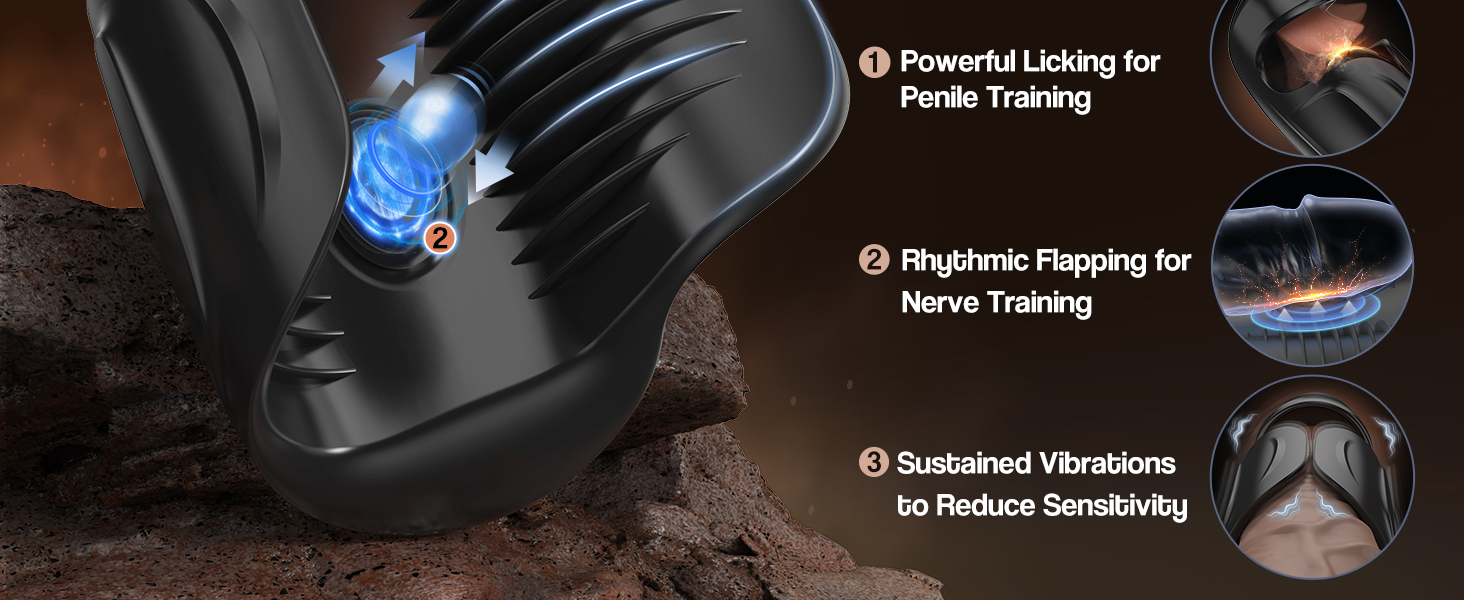 2
1 Powerful Licking for
Penile Training
2 Rhythmic Flapping for
Nerve Training
3 Sustained Vibrations
to Reduce Sensitivity